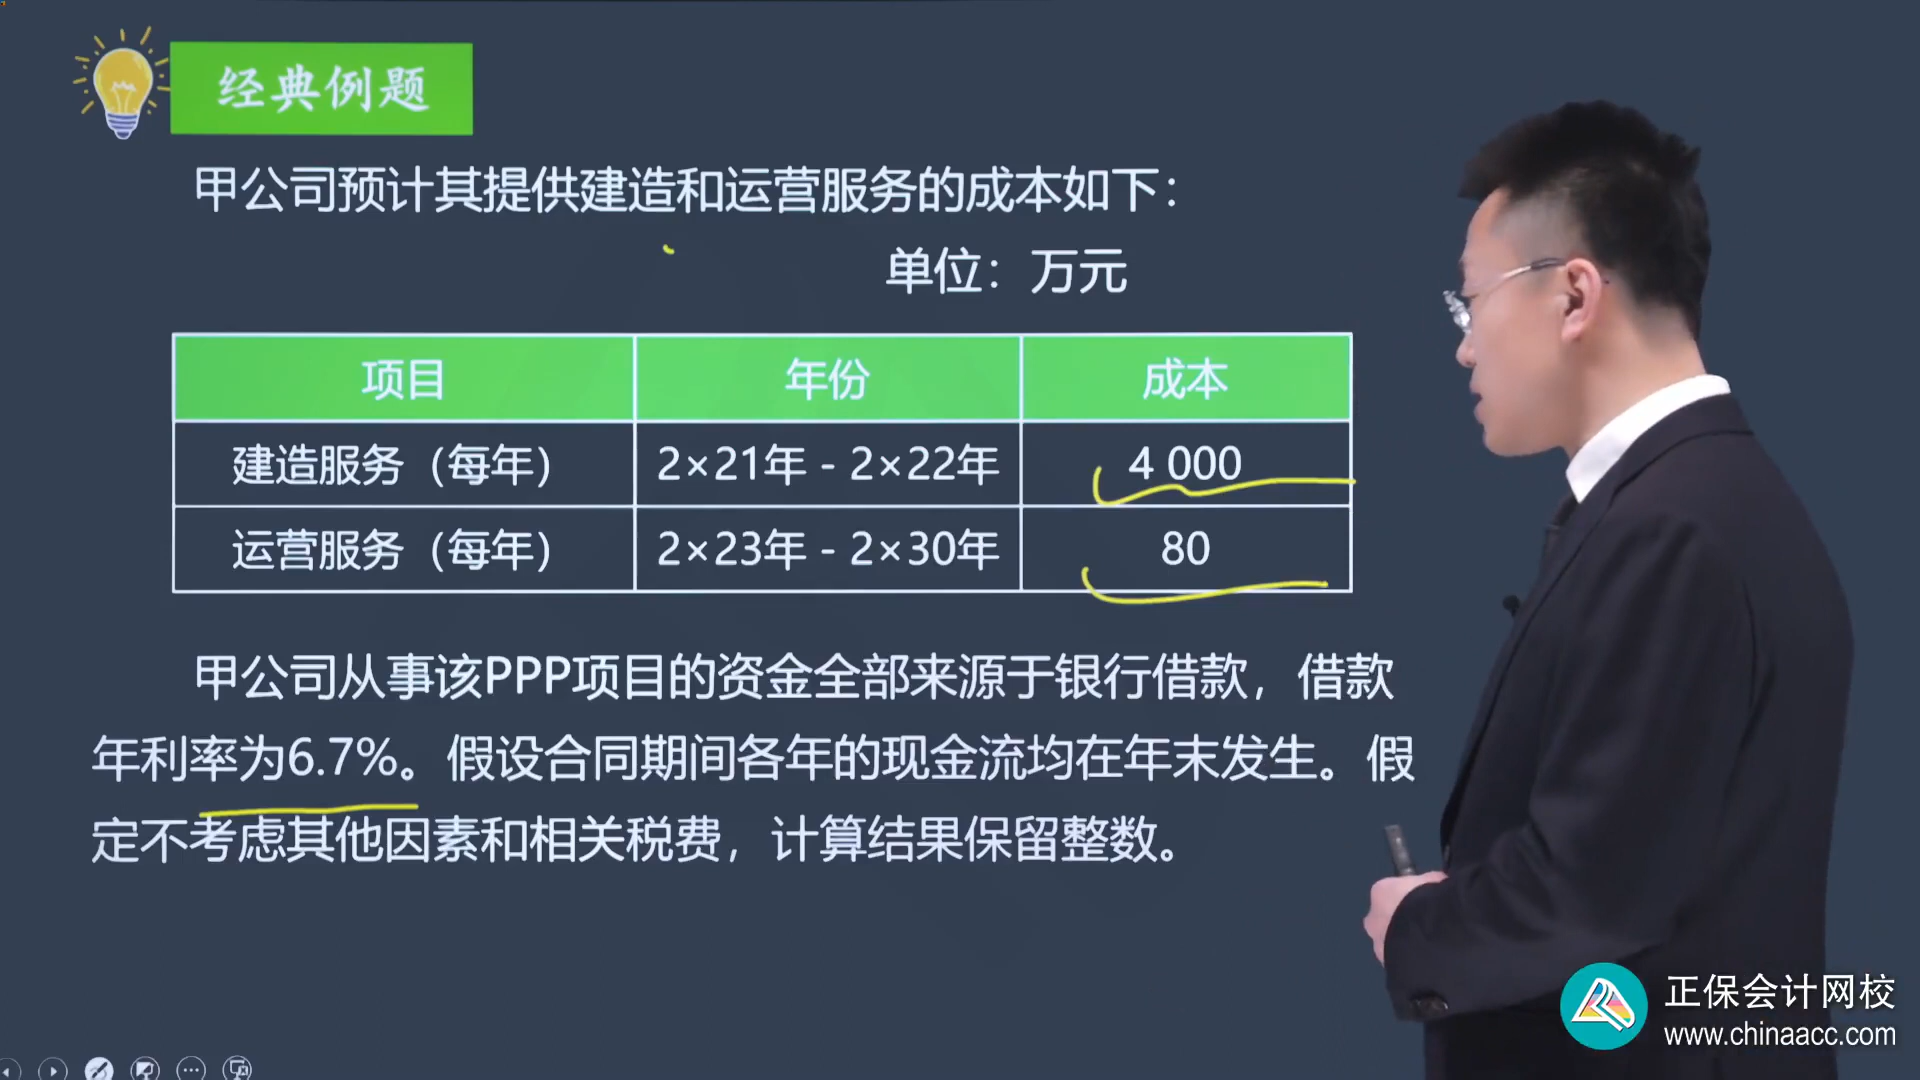 经典例题
甲公司预计其提供建造和运营服务的成本如下：
单位：万元
项目 年份 成本
建造服务（每年） 2×21年 - 2×22年 4 000
运营服务（每年） 2×23年 - 2×30年 80
甲公司从事该PPP项目的资金全部来源于银行借款，借款
年利率为6.7%。假设合同期间各年的现金流均在年末发生。假
定不考虑其他因素和相关税费，计算结果保留整数。
正保会计网校
www.chinaacc.com